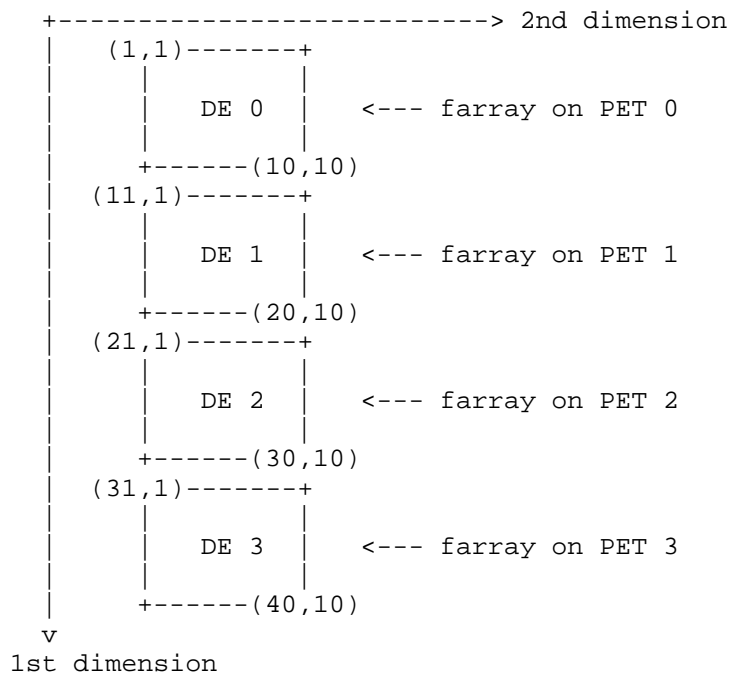 +---------------------------> 2nd dimension
|   (1,1)-------+
|     |         |
|     |   DE 0  |   <--- farray on PET 0
|     |         |
|     +------(10,10)
|  (11,1)-------+
|     |         |
|     |   DE 1  |   <--- farray on PET 1
|     |         |
|     +------(20,10)
|  (21,1)-------+
|     |         |
|     |   DE 2  |   <--- farray on PET 2
|     |         |
|     +------(30,10)
|  (31,1)-------+
|     |         |
|     |   DE 3  |   <--- farray on PET 3
|     |         |
|     +------(40,10)
v
1st dimension